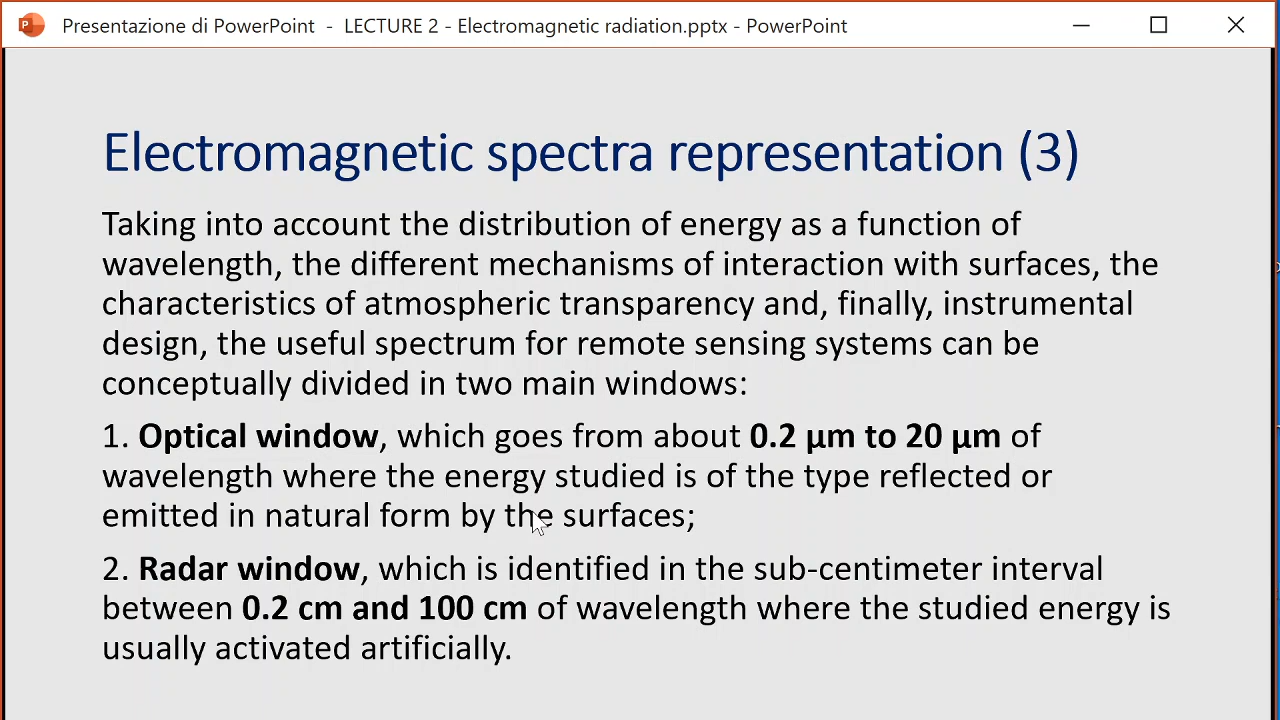 Presentazione di PowerPoint - LECTURE 2 - Electromagnetic radiation.pptx - PowerPoint
Electromagnetic spectra representation (3)
Taking into account the distribution of energy as a function of
wavelength, the different mechanisms of interaction with surfaces, the
characteristics of atmospheric transparency and, finally, instrumental
design, the useful spectrum for remote sensing systems can be
conceptually divided in two main windows:
1. Optical window, which goes from about 0.2 μm to 20 μm of
wavelength where the energy studied is of the type reflected or
emitted in natural form by the surfaces;
2. Radar window, which is identified in the sub-centimeter interval
between 0.2 cm and 100 cm of wavelength where the studied energy is
usually activated artificially.